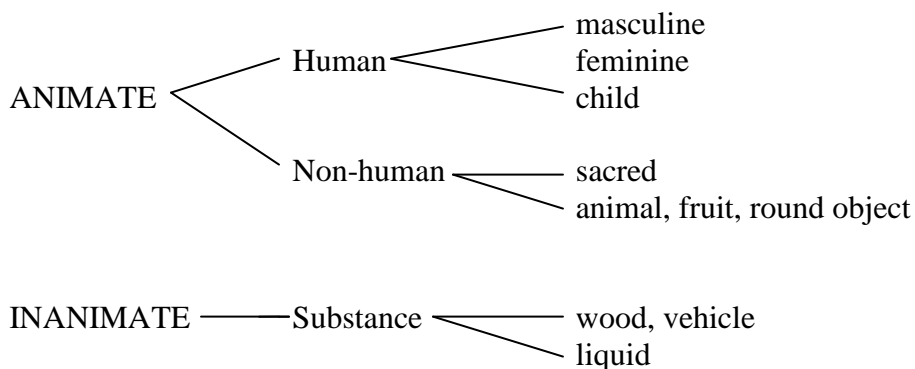 masculine
Human feminine
ANIMATE child
Non-human sacred
animal, fruit, round object
INANIMATE Substance wood, vehicle
liquid